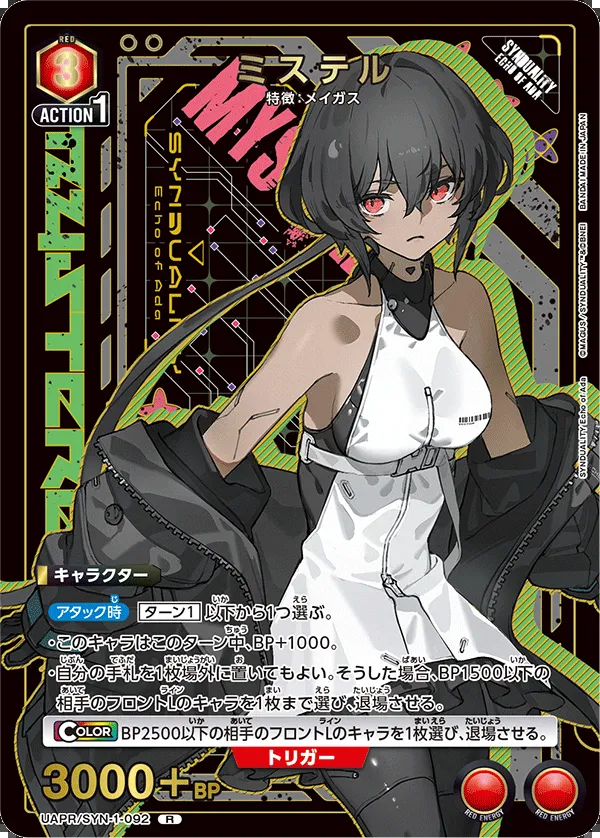 RED
3
ACTION 1
ミステル
特徴:メイガス
SYNDUALITY
ECHO OF ADA
MYS
SYNDUALITY
Echo of Ada
MYSTERE
BANDAI MADE IN JAPAN
©MAGUS/SYNDUALITY™&©BNEI
SYNDUALITY Echo of Ada
キャラクター
アタック時 ターン1 以下から1つ選ぶ。
・このキャラはこのターン中、BP+1000。
・自分の手札を1枚場外に置いてもよい。そうした場合、BP1500以下の
相手のフロントLのキャラを1枚まで選び、退場させる。
COLOR BP2500以下の相手のフロントLのキャラを1枚選び、退場させる。
トリガー
3000+BP
RED ENERGY RED ENERGY
UAPR/SYN-1-092 R